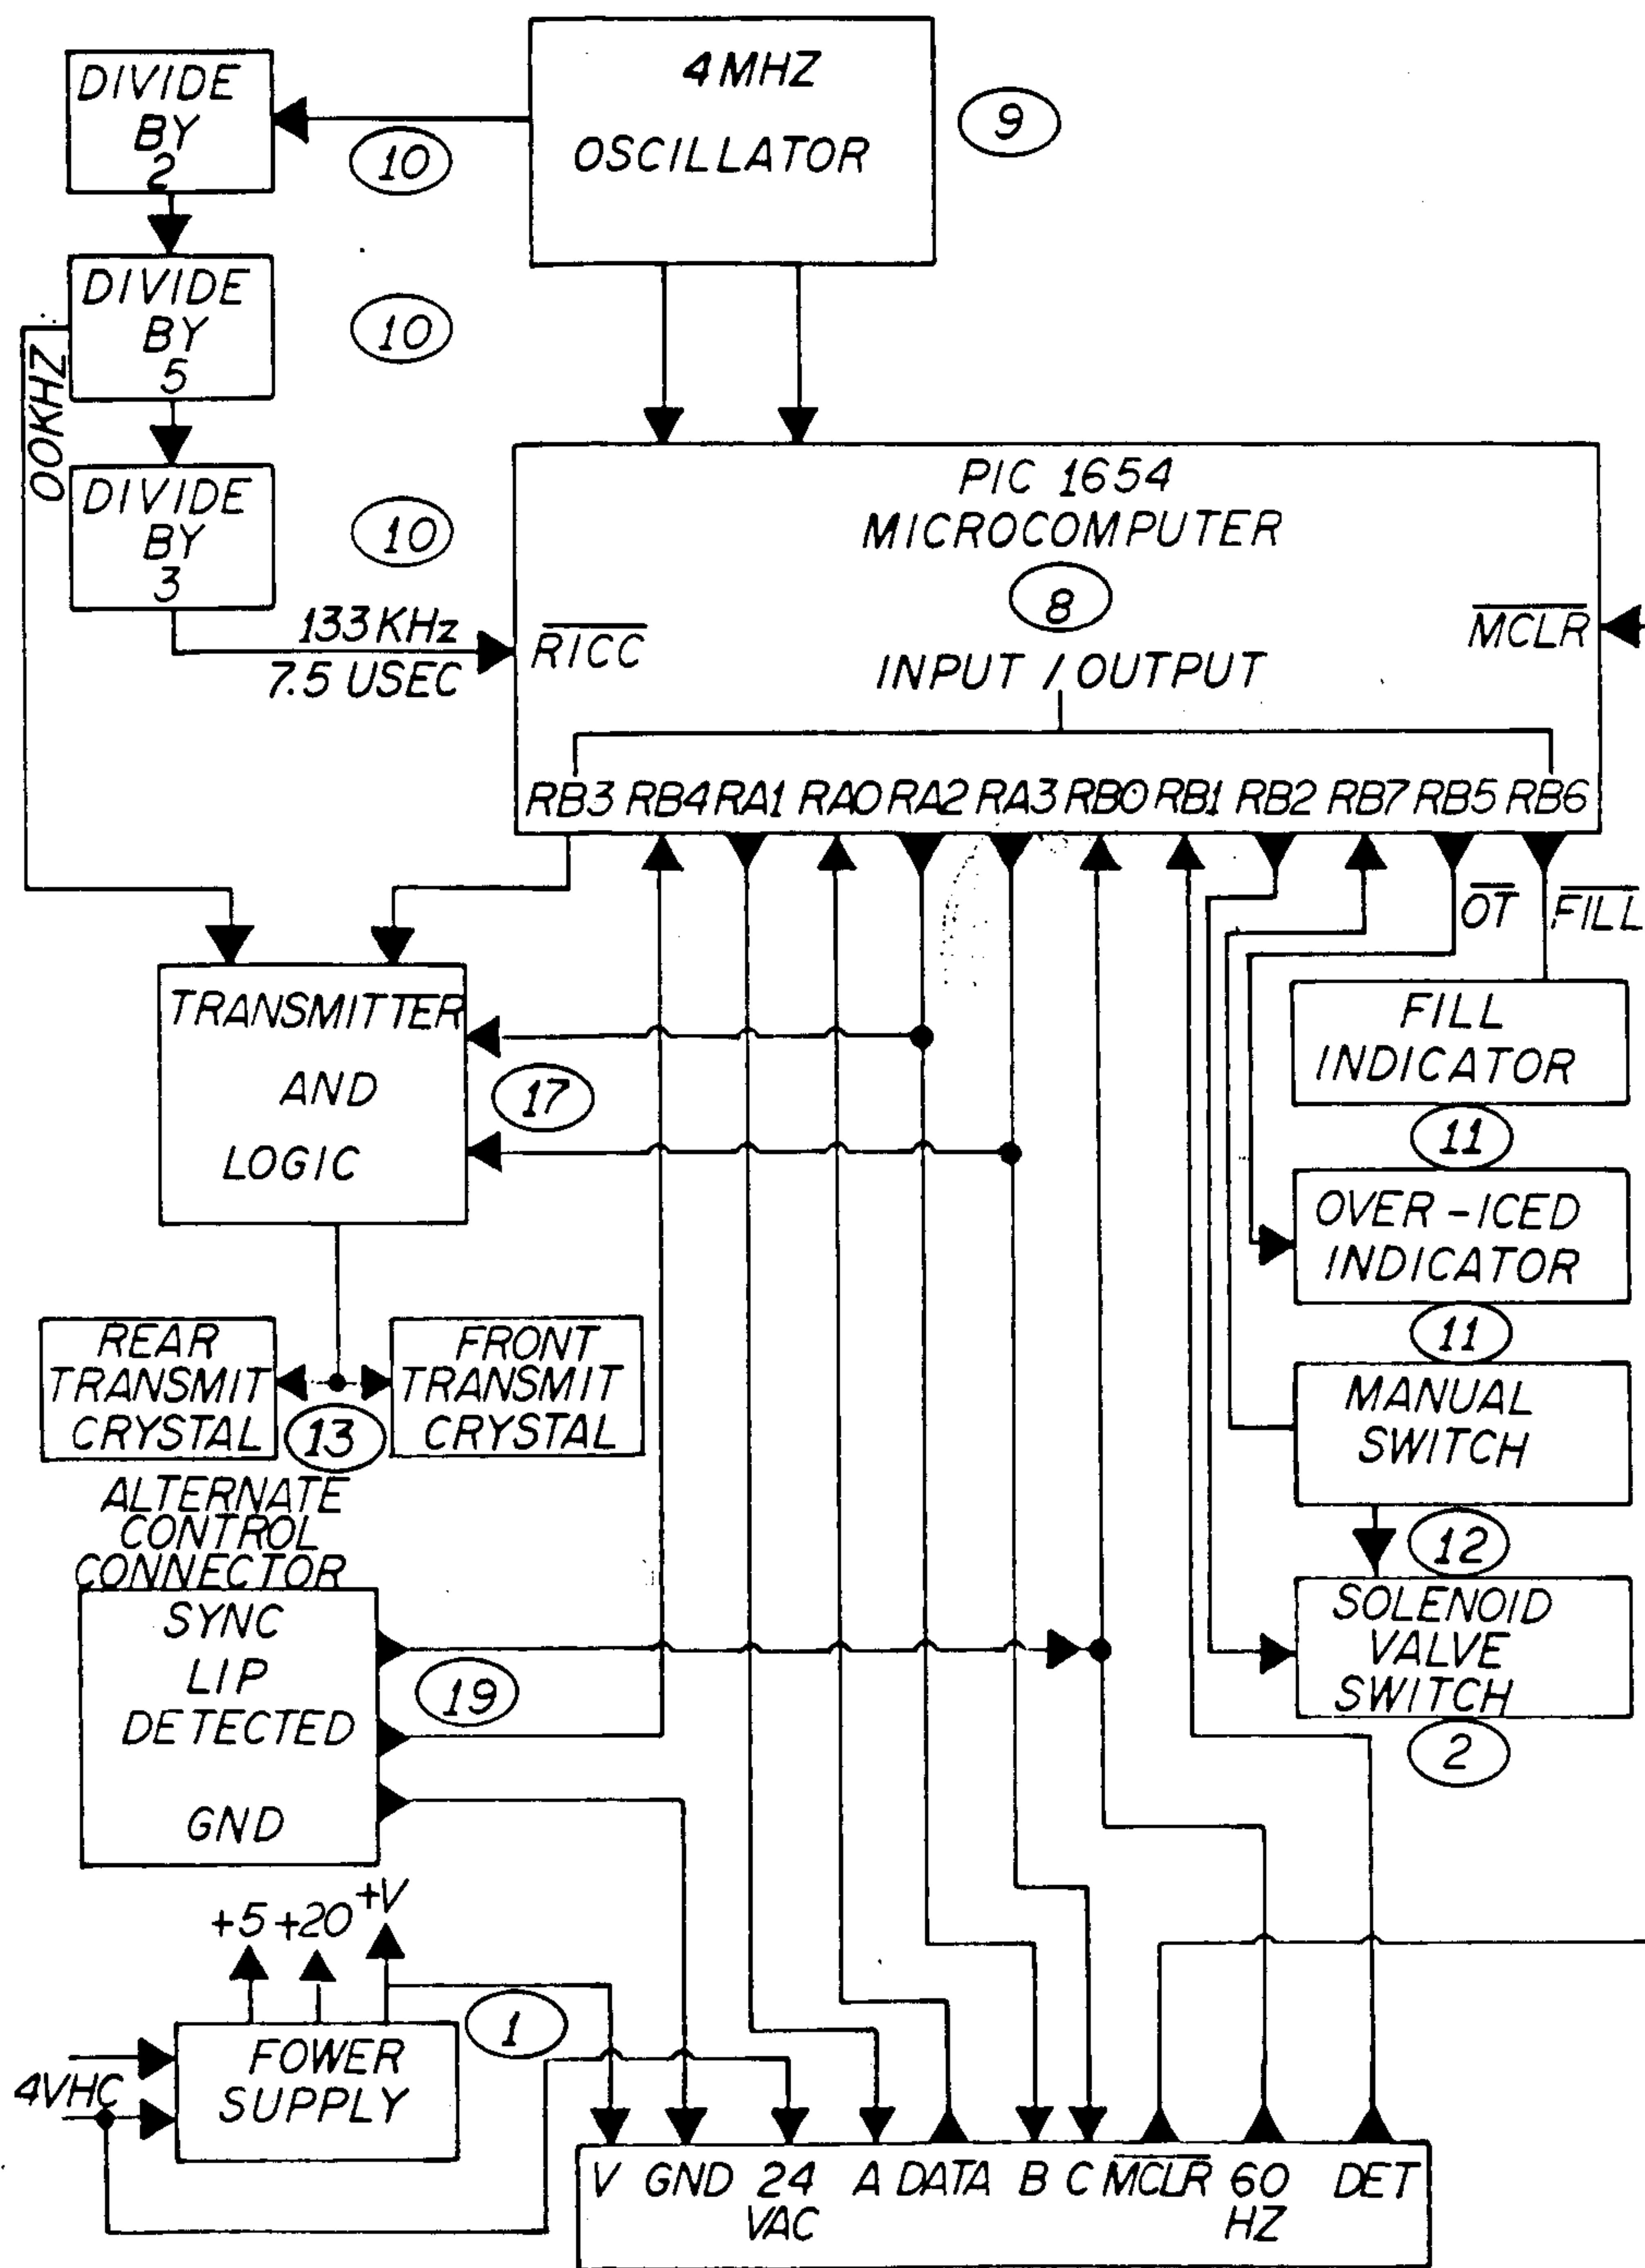 DIVIDE
BY
2
10
4 MHZ
OSCILLATOR
9
DIVIDE
BY
5
10
00KHZ
DIVIDE
BY
3
10
133 KHz
7.5 USEC
PIC 1654
MICROCOMPUTER
8
RICC
MCLR
INPUT / OUTPUT
RB3 RB4 RA1 RA0 RA2 RA3 RB0 RB1 RB2 RB7 RB5 RB6
OT FILL
TRANSMITTER
AND
LOGIC
17
FILL
INDICATOR
11
OVER-ICED
INDICATOR
11
REAR
TRANSMIT
CRYSTAL
13
FRONT
TRANSMIT
CRYSTAL
MANUAL
SWITCH
12
ALTERNATE
CONTROL
CONNECTOR
SYNC
LIP
DETECTED
GND
19
SOLENOID
VALVE
SWITCH
2
+5 +20 +V
1
4VHC
FOWER
SUPPLY
V GND 24 A DATA B C MCLR 60 DET
VAC HZ